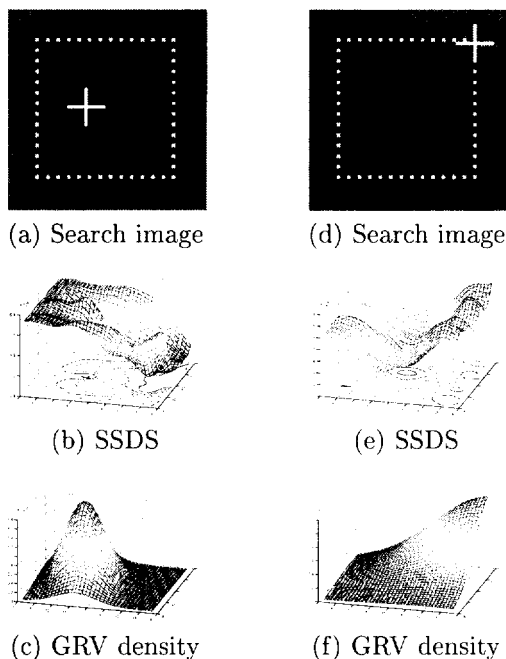 (a) Search image
(d) Search image
(b) SSDS
(e) SSDS
(c) GRV density
(f) GRV density